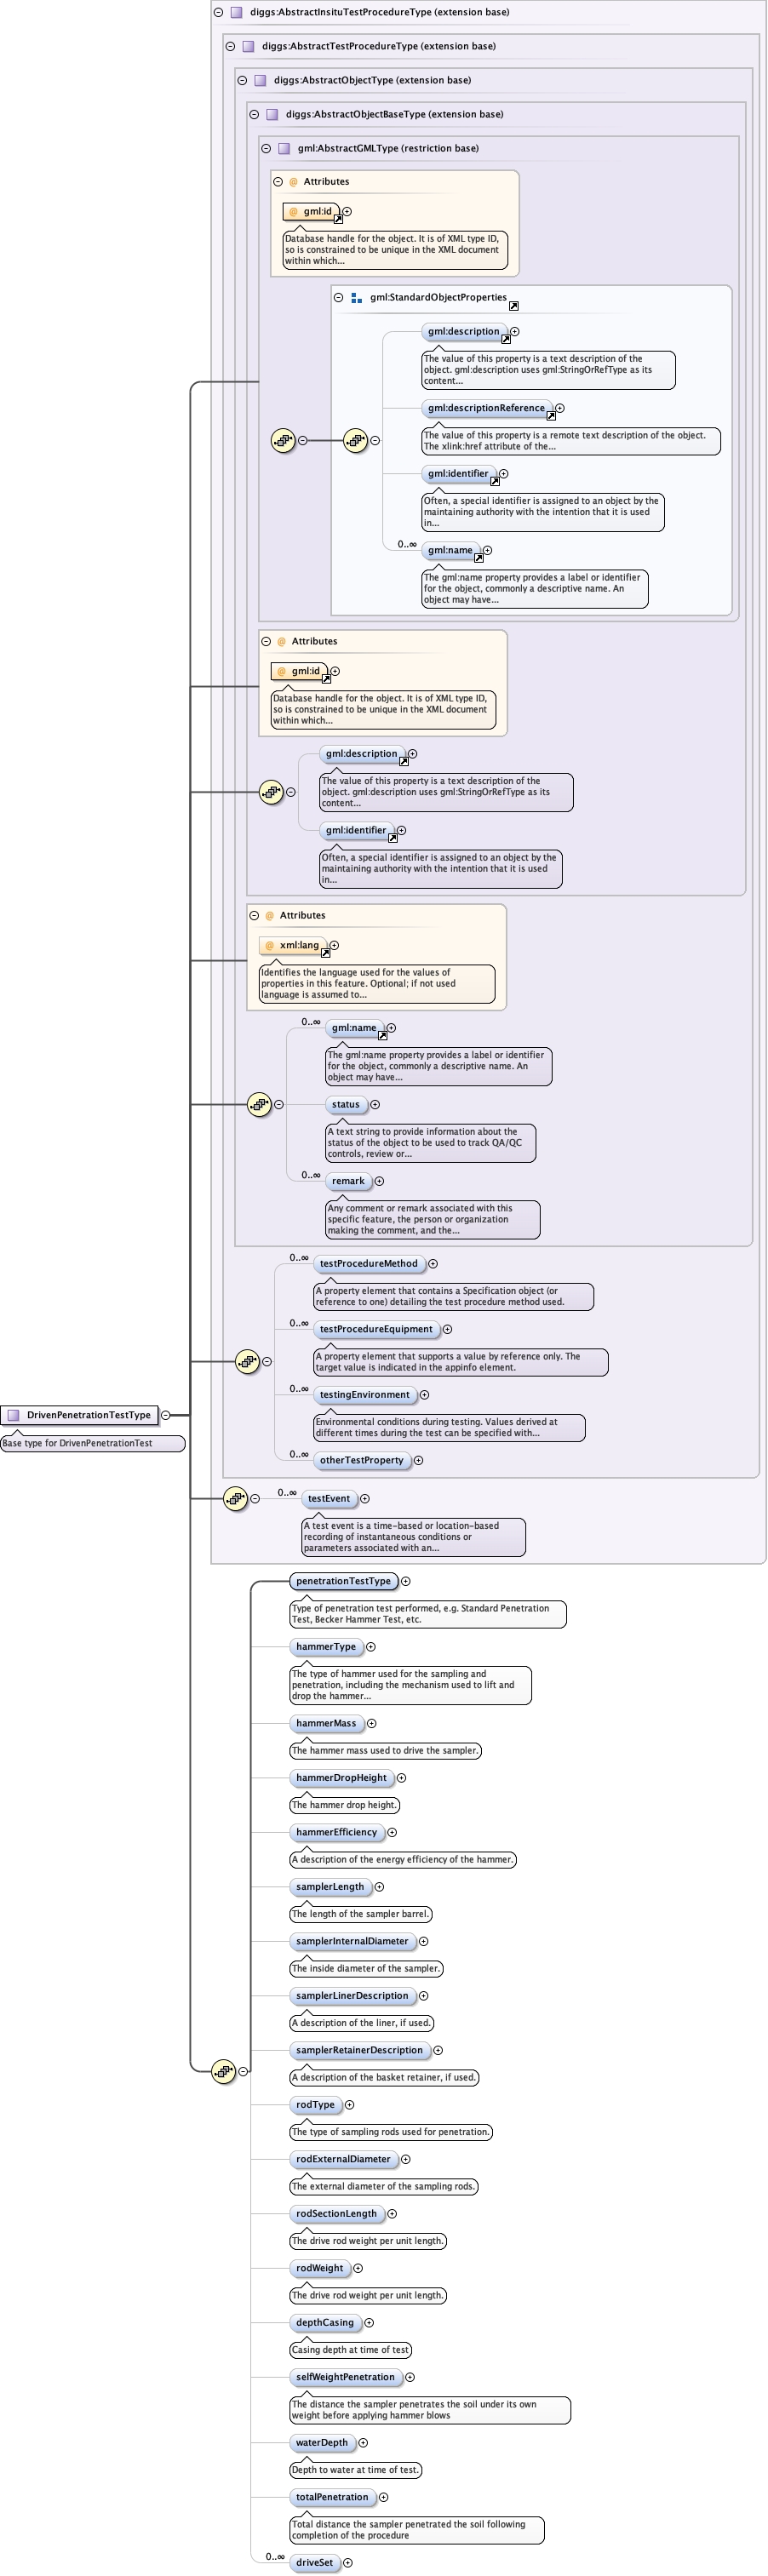 diggs:AbstractInsituTestProcedureType (extension base)
diggs:AbstractTestProcedureType (extension base)
diggs:AbstractObjectType (extension base)
diggs:AbstractObjectBaseType (extension base)
gml:AbstractGMLType (restriction base)
@ Attributes
@ gml:id
Database handle for the object. It is of XML type ID,
so is constrained to be unique in the XML document
within which...
gml:StandardObjectProperties
gml:description
The value of this property is a text description of the
object. gml:description uses gml:StringOrRefType as its
content...
gml:descriptionReference
The value of this property is a remote text description of the object.
The xlink:href attribute of the...
gml:identifier
Often, a special identifier is assigned to an object by the
maintaining authority with the intention that it is used
in...
0..∞
gml:name
The gml:name property provides a label or identifier
for the object, commonly a descriptive name. An
object may have...
@ Attributes
@ gml:id
Database handle for the object. It is of XML type ID,
so is constrained to be unique in the XML document
within which...
gml:description
The value of this property is a text description of the
object. gml:description uses gml:StringOrRefType as its
content...
gml:identifier
Often, a special identifier is assigned to an object by the
maintaining authority with the intention that it is used
in...
@ Attributes
@ xml:lang
Identifies the language used for the values of
properties in this feature. Optional; if not used
language is assumed to...
0..∞
gml:name
The gml:name property provides a label or identifier
for the object, commonly a descriptive name. An
object may have...
status
A text string to provide information about the
status of the object to be used to track QA/QC
controls, review or...
0..∞
remark
Any comment or remark associated with this
specific feature, the person or organization
making the comment, and the...
0..∞
testProcedureMethod
A property element that contains a Specification object (or
reference to one) detailing the test procedure method used.
0..∞
testProcedureEquipment
A property element that supports a value by reference only. The
target value is indicated in the appinfo element.
0..∞
testingEnvironment
Environmental conditions during testing. Values derived at
different times during the test can be specified with...
0..∞
otherTestProperty
DrivenPenetrationTestType
Base type for DrivenPenetrationTest
0..∞
testEvent
A test event is a time-based or location-based
recording of instantaneous conditions or
parameters associated with an...
penetrationTestType
Type of penetration test performed, e.g. Standard Penetration
Test, Becker Hammer Test, etc.
hammerType
The type of hammer used for the sampling and
penetration, including the mechanism used to lift and
drop the hammer...
hammerMass
The hammer mass used to drive the sampler.
hammerDropHeight
The hammer drop height.
hammerEfficiency
A description of the energy efficiency of the hammer.
samplerLength
The length of the sampler barrel.
samplerInternalDiameter
The inside diameter of the sampler.
samplerLinerDescription
A description of the liner, if used.
samplerRetainerDescription
A description of the basket retainer, if used.
rodType
The type of sampling rods used for penetration.
rodExternalDiameter
The external diameter of the sampling rods.
rodSectionLength
The drive rod weight per unit length.
rodWeight
The drive rod weight per unit length.
depthCasing
Casing depth at time of test
selfWeightPenetration
The distance the sampler penetrates the soil under its own
weight before applying hammer blows
waterDepth
Depth to water at time of test.
totalPenetration
Total distance the sampler penetrated the soil following
completion of the procedure
0..∞
driveSet